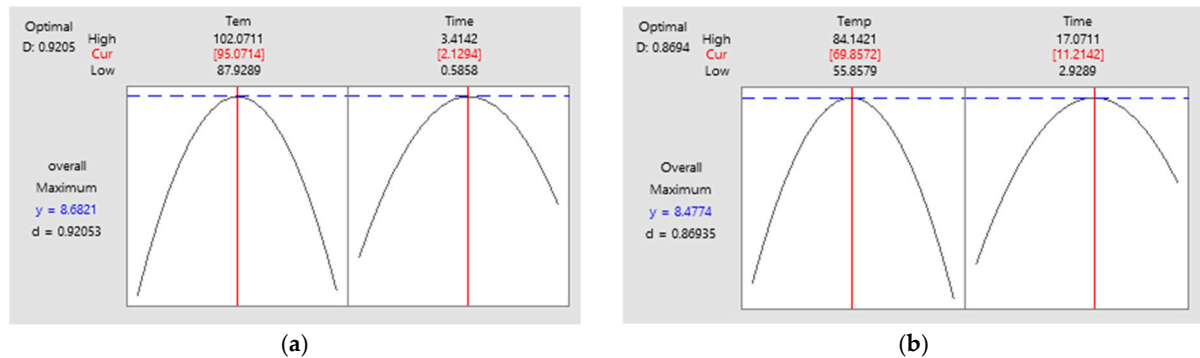 Optimal
D: 0.9205
High
Cur
Low
Tem
102.0711
[95.0714]
87.9289
Time
3.4142
[2.1294]
0.5858
overall
Maximum
y = 8.6821
d = 0.92053
(a)
Optimal
D: 0.8694
High
Cur
Low
Temp
84.1421
[69.8572]
55.8579
Time
17.0711
[11.2142]
2.9289
Overall
Maximum
y = 8.4774
d = 0.86935
(b)